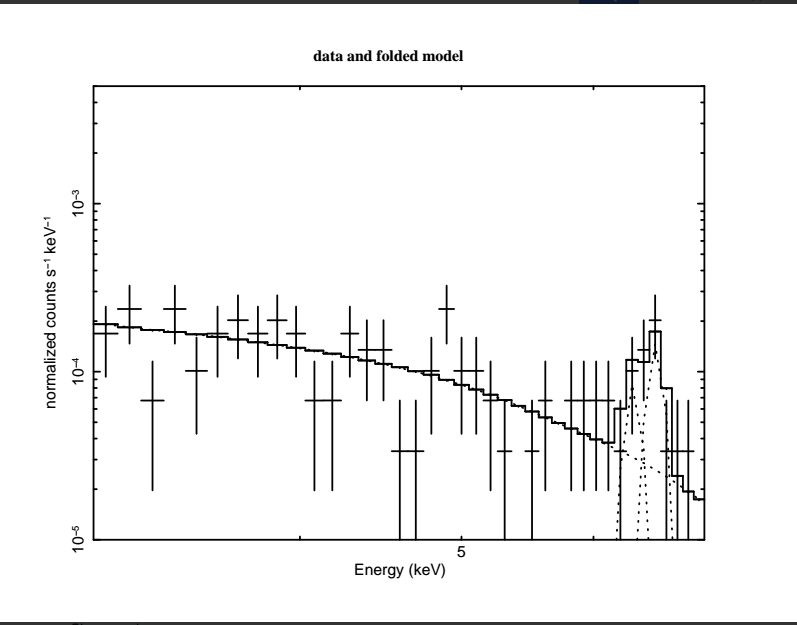 data and folded model
normalized counts s⁻¹ keV⁻¹
10⁻³
10⁻⁴
10⁻⁵
5
Energy (keV)